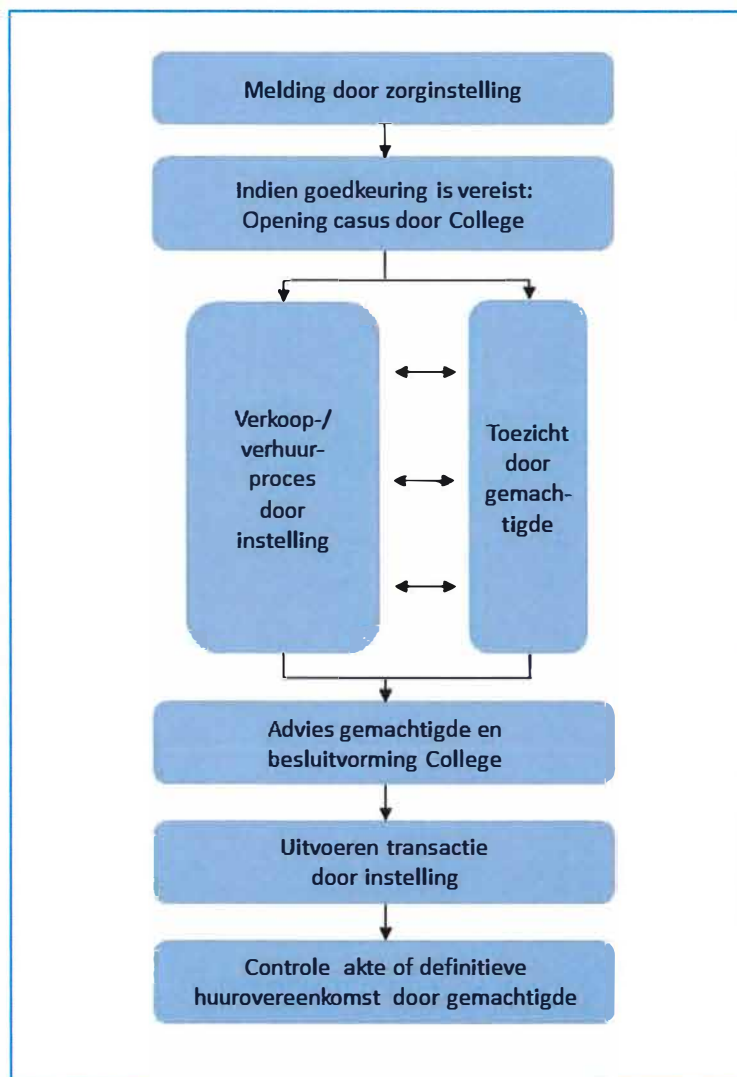 Melding door zorginstelling
Indien goedkeuring is vereist:
Opening casus door College
Verkoop-/
verhuur-
proces
door
instelling
Toezicht
door
gemach-
tigde
Advies gemachtigde en
besluitvorming College
Uitvoeren transactie
door instelling
Controle akte of definitieve
huurovereenkomst door gemachtigde